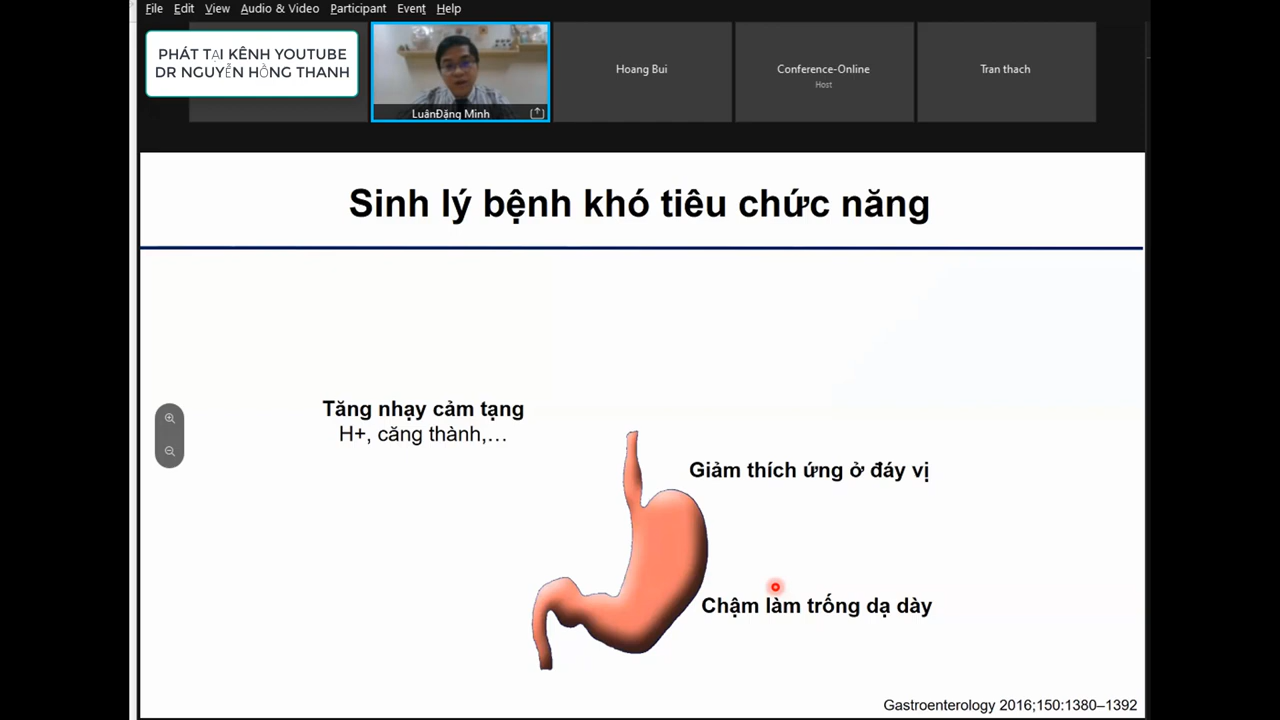 File Edit View Audio & Video Participant Event Help
PHÁT TẠI KÊNH YOUTUBE
DR NGUYỄN HỒNG THANH
LuânĐặng Minh
Hoang Bui
Conference-Online
Host
Tran thach
Sinh lý bệnh khó tiêu chức năng
Tăng nhạy cảm tạng
H+, căng thành,…
Giảm thích ứng ở đáy vị
Chậm làm trống dạ dày
Gastroenterology 2016;150:1380–1392